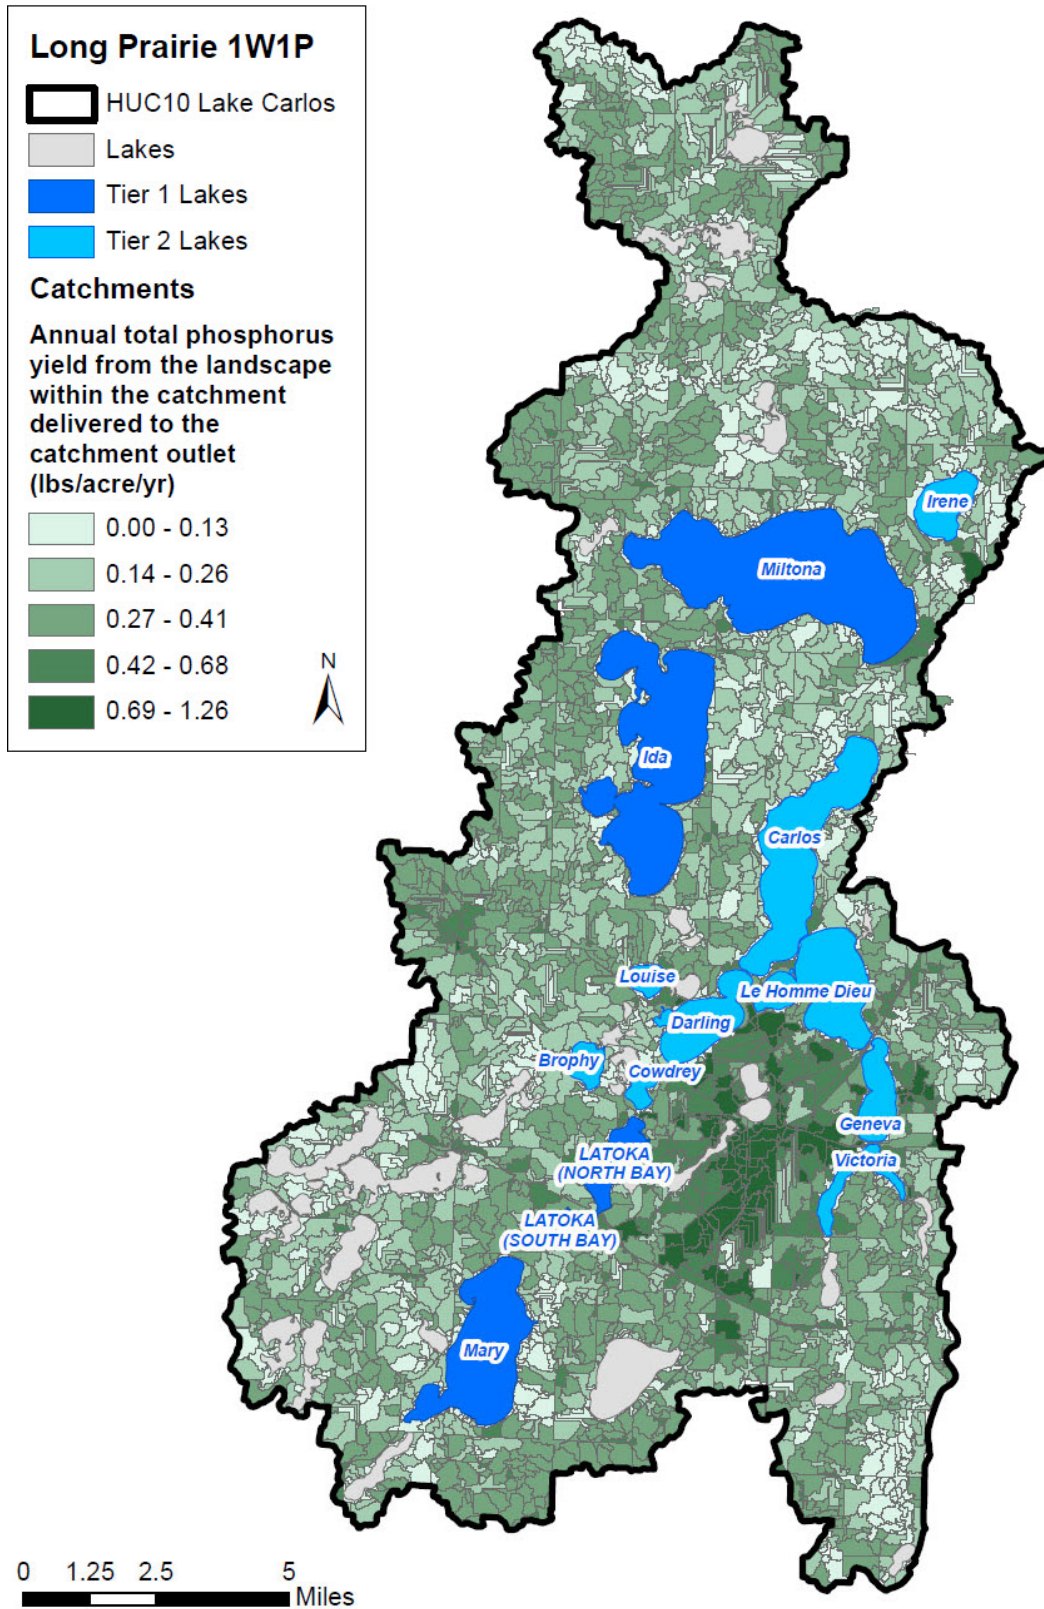 Long Prairie 1W1P
HUC10 Lake Carlos
Lakes
Tier 1 Lakes
Tier 2 Lakes
Catchments
Annual total phosphorus
yield from the landscape
within the catchment
delivered to the
catchment outlet
(lbs/acre/yr)
0.00 - 0.13
0.14 - 0.26
0.27 - 0.41
0.42 - 0.68
0.69 - 1.26
N
Irene
Miltona
Ida
Carlos
Louise
Le Homme Dieu
Darling
Brophy
Cowdrey
Geneva
LATOKA
(NORTH BAY)
Victoria
LATOKA
(SOUTH BAY)
Mary
0 1.25 2.5 5
Miles